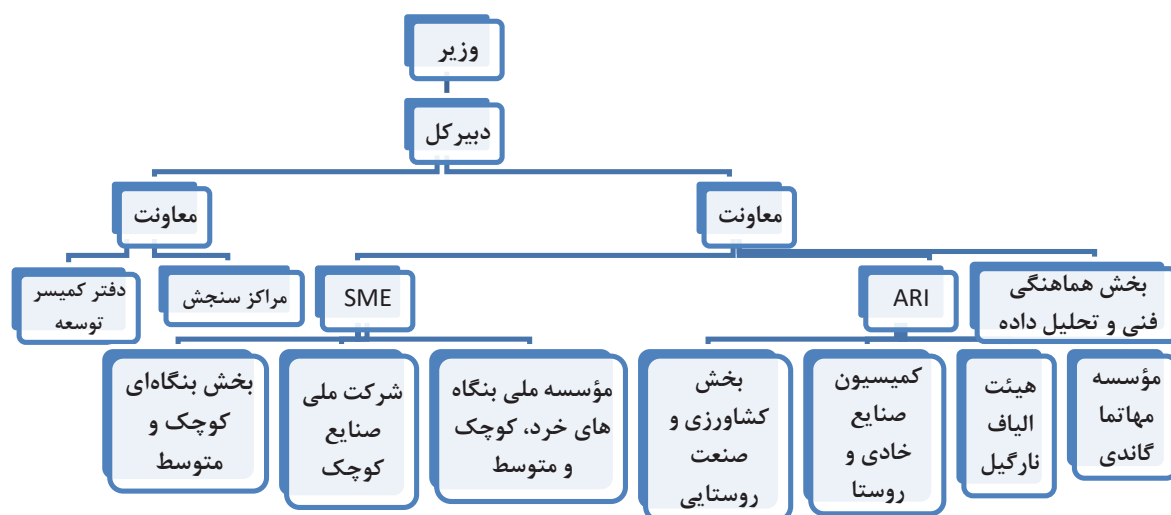 وزیر
دبیرکل
معاونت
معاونت
بخش هماهنگی
فنی و تحلیل داده
ARI
SME
مراکز سنجش
دفتر کمیسر
توسعه
مؤسسه
مهاتما
گاندی
هیئت
الیاف
نارگیل
کمیسیون
صنایع
خادی و
روستا
بخش
کشاورزی و
صنعت
روستایی
مؤسسه ملی بنگاه
های خرد، کوچک
و متوسط
شرکت ملی
صنایع
کوچک
بخش بنگاه‌ای
کوچک و
متوسط